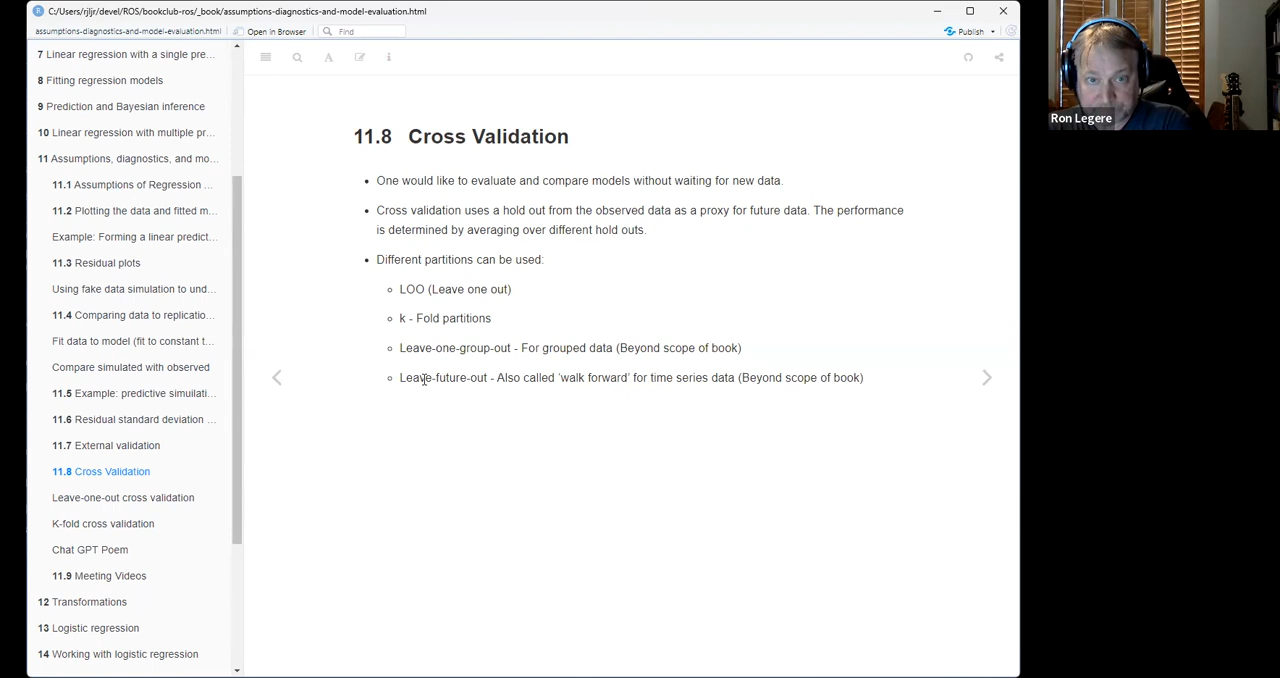 C:/Users/rjljr/devel/ROS/bookclub-ros/_book/assumptions-diagnostics-and-model-evaluation.html
assumptions-diagnostics-and-model-evaluation.html
Open in Browser
Find
Publish
7 Linear regression with a single pre...
8 Fitting regression models
9 Prediction and Bayesian inference
10 Linear regression with multiple pr...
11 Assumptions, diagnostics, and mo...
11.1 Assumptions of Regression ...
11.2 Plotting the data and fitted m...
Example: Forming a linear predict...
11.3 Residual plots
Using fake data simulation to und...
11.4 Comparing data to replicatio...
Fit data to model (fit to constant t...
Compare simulated with observed
11.5 Example: predictive simuilati...
11.6 Residual standard deviation ...
11.7 External validation
11.8 Cross Validation
Leave-one-out cross validation
K-fold cross validation
Chat GPT Poem
11.9 Meeting Videos
12 Transformations
13 Logistic regression
14 Working with logistic regression
11.8 Cross Validation
One would like to evaluate and compare models without waiting for new data.
Cross validation uses a hold out from the observed data as a proxy for future data. The performance
is determined by averaging over different hold outs.
Different partitions can be used:
LOO (Leave one out)
k - Fold partitions
Leave-one-group-out - For grouped data (Beyond scope of book)
Leave-future-out - Also called 'walk forward' for time series data (Beyond scope of book)
Ron Legere